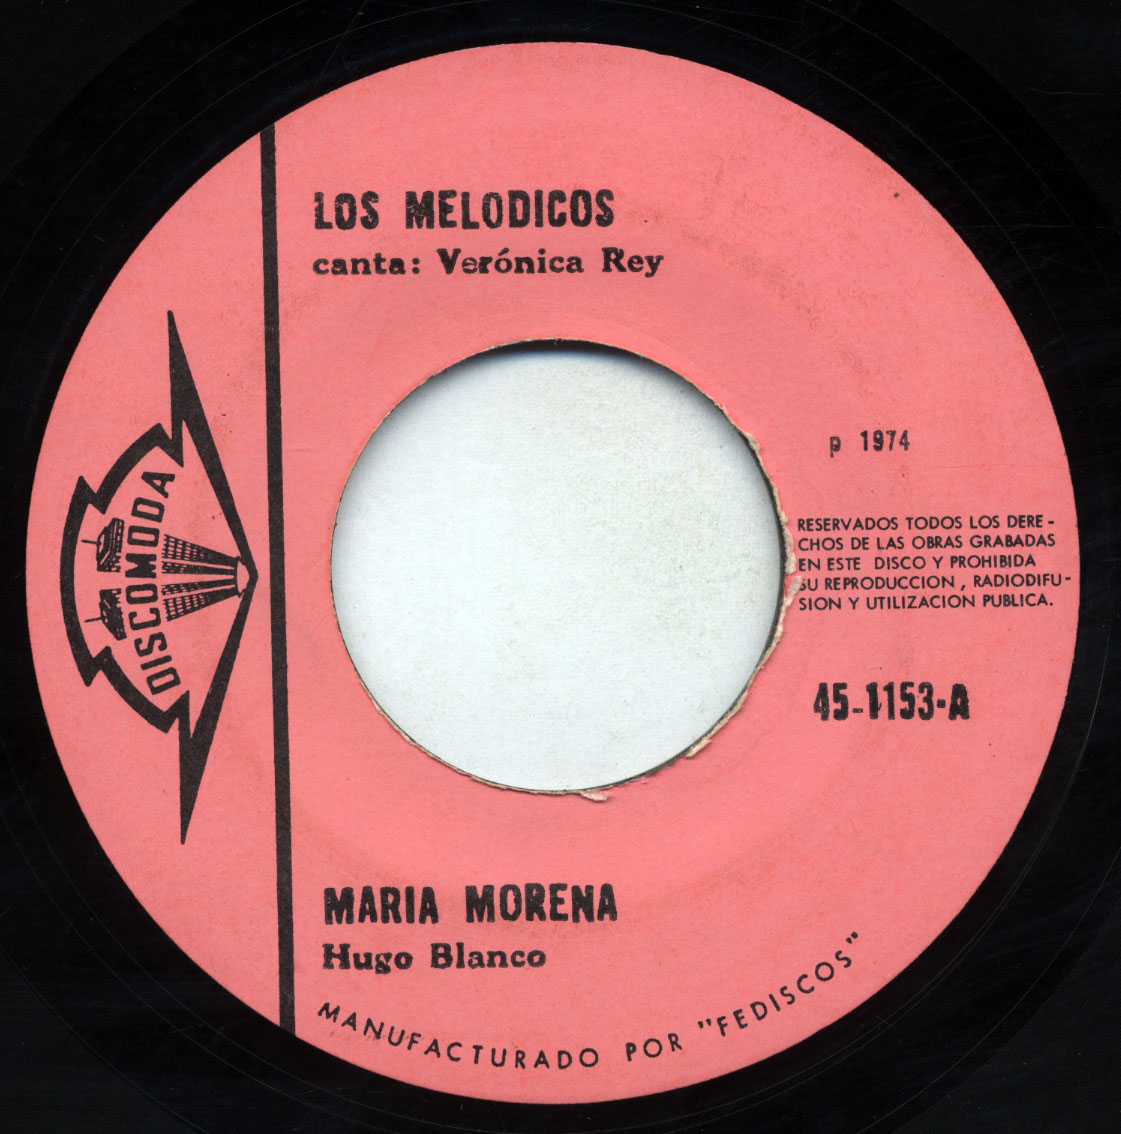 LOS MELODICOS
canta: Verónica Rey
DISCOMODA
p 1974
RESERVADOS TODOS LOS DERE-
CHOS DE LAS OBRAS GRABADAS
EN ESTE DISCO Y PROHIBIDA
SU REPRODUCCION, RADIODIFU-
SION Y UTILIZACION PUBLICA.
45-1153-A
MARIA MORENA
Hugo Blanco
MANUFACTURADO POR "FEDISCOS"